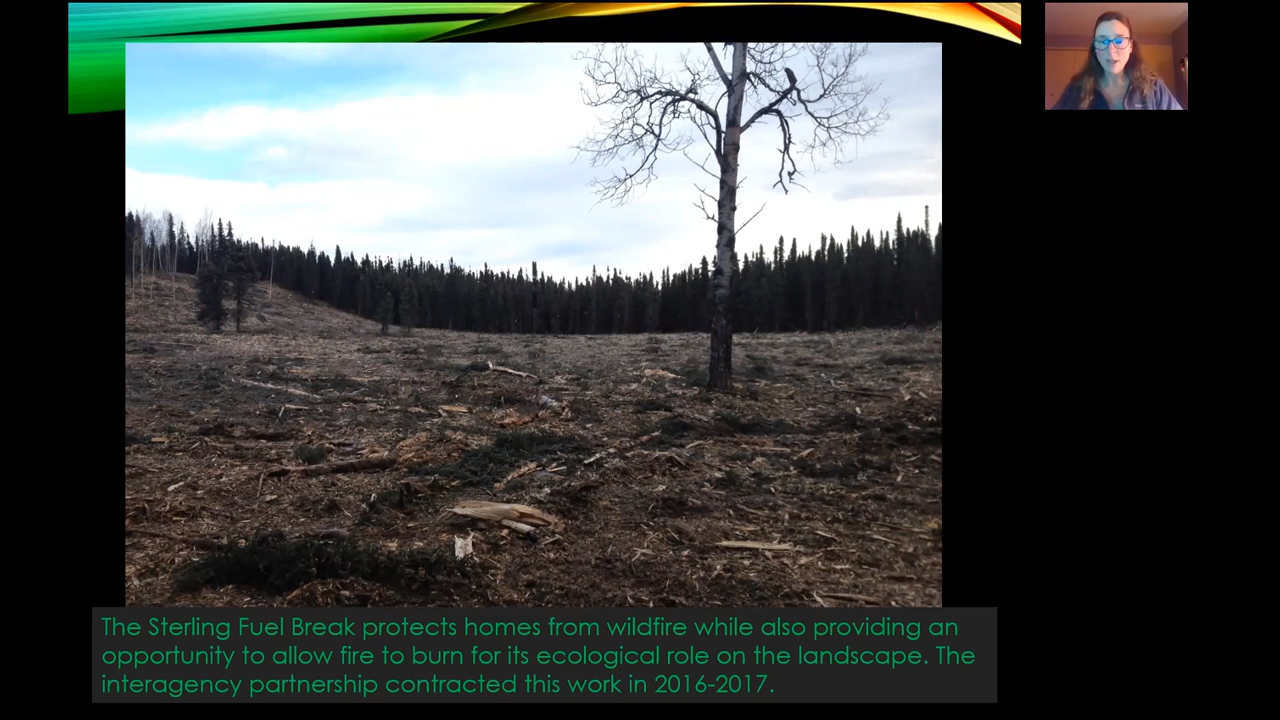 The Sterling Fuel Break protects homes from wildfire while also providing an
opportunity to allow fire to burn for its ecological role on the landscape. The
interagency partnership contracted this work in 2016-2017.